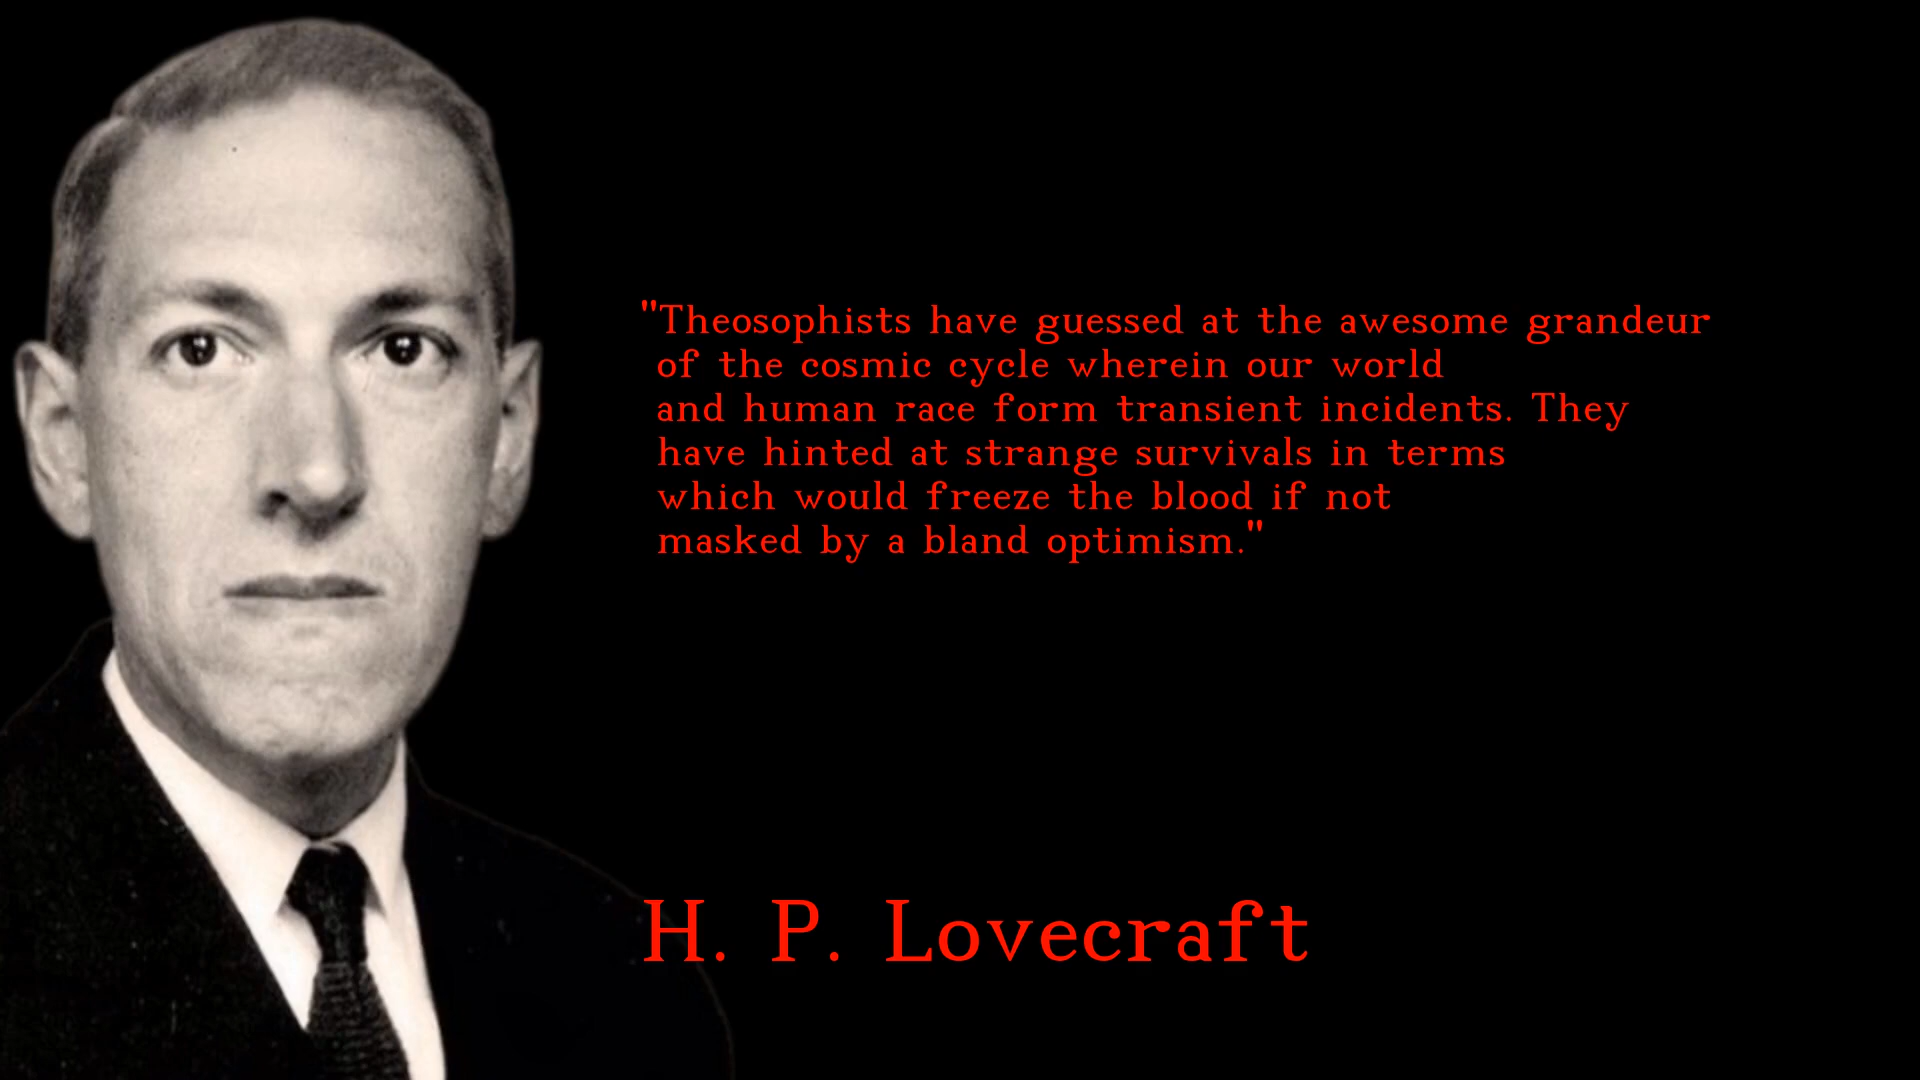 "Theosophists have guessed at the awesome grandeur
of the cosmic cycle wherein our world
and human race form transient incidents. They
have hinted at strange survivals in terms
which would freeze the blood if not
masked by a bland optimism."
H. P. Lovecraft